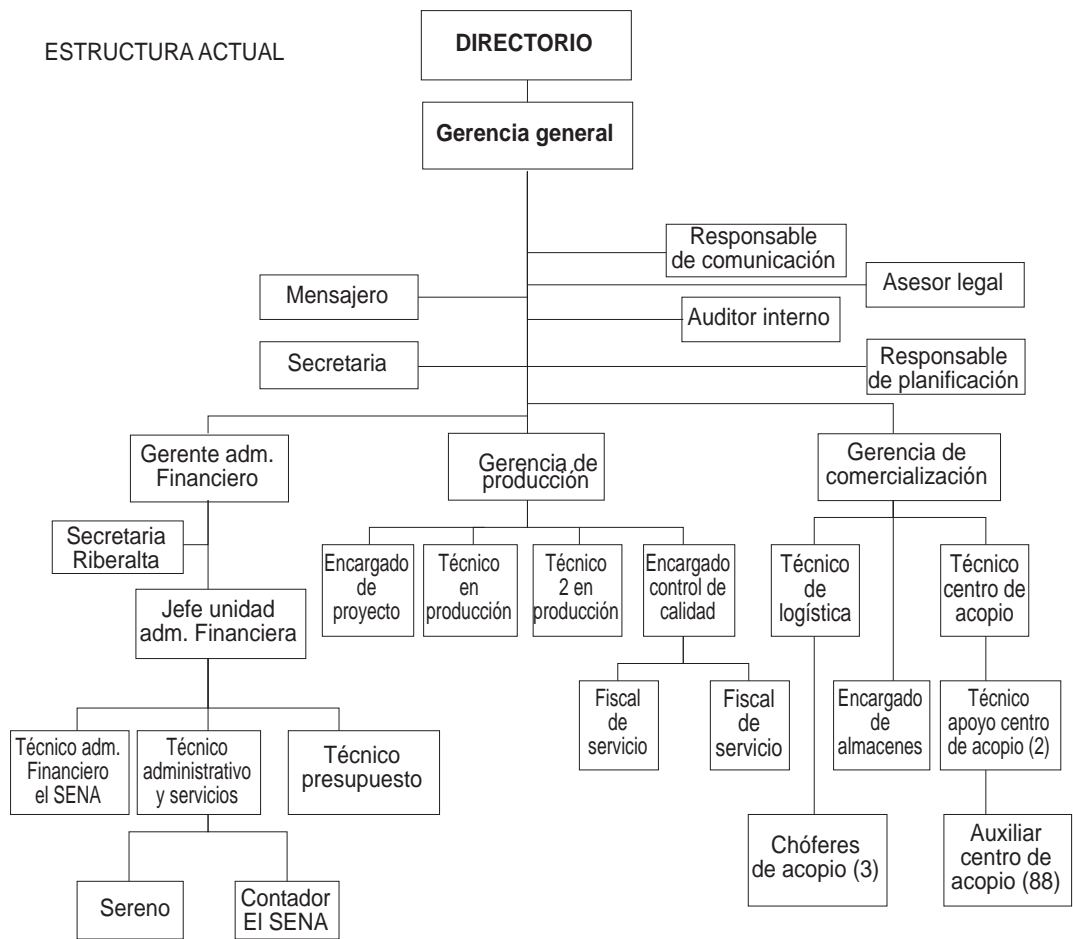 ESTRUCTURA ACTUAL
DIRECTORIO
Gerencia general
Responsable
de comunicación
Mensajero
Asesor legal
Auditor interno
Secretaria
Responsable
de planificación
Gerente adm.
Financiero
Gerencia de
producción
Gerencia de
comercialización
Secretaria
Riberalta
Encargado
de
proyecto
Técnico
en
producción
Técnico
2 en
producción
Encargado
control de
calidad
Técnico
de
logística
Técnico
centro de
acopio
Jefe unidad
adm. Financiera
Fiscal
de
servicio
Fiscal
de
servicio
Encargado
de
almacenes
Técnico
apoyo centro
de acopio (2)
Técnico adm.
Financiero
el SENA
Técnico
administrativo
y servicios
Técnico
presupuesto
Chóferes
de acopio (3)
Auxiliar
centro de
acopio (88)
Sereno
Contador
El SENA